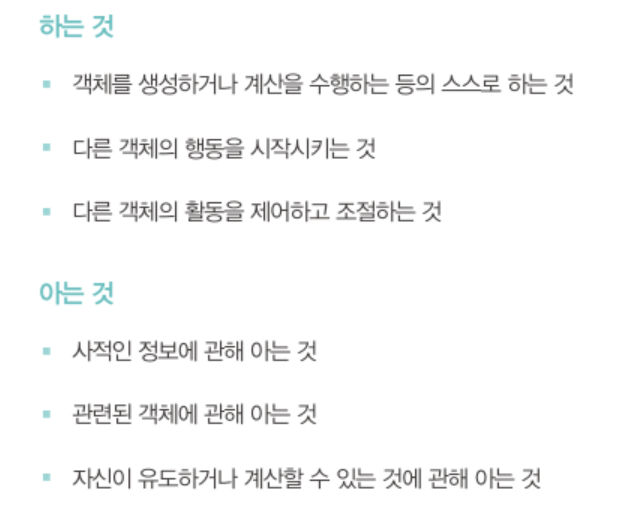 하는 것
▪ 객체를 생성하거나 계산을 수행하는 등의 스스로 하는 것
▪ 다른 객체의 행동을 시작시키는 것
▪ 다른 객체의 활동을 제어하고 조절하는 것
아는 것
▪ 사적인 정보에 관해 아는 것
▪ 관련된 객체에 관해 아는 것
▪ 자신이 유도하거나 계산할 수 있는 것에 관해 아는 것